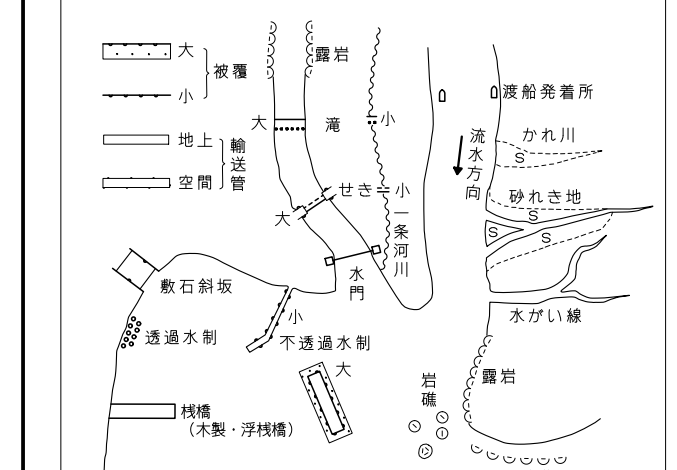 大
小
被覆
地上
空間
輸送管
露岩
大
滝
小
せき
小
大
一条河川
水門
渡船発着所
流水方向
かれ川
S
砂れき地
S
S
S
水がい線
敷石斜坂
透過水制
小
不透過水制
大
桟橋
（木製・浮桟橋）
岩礁
露岩